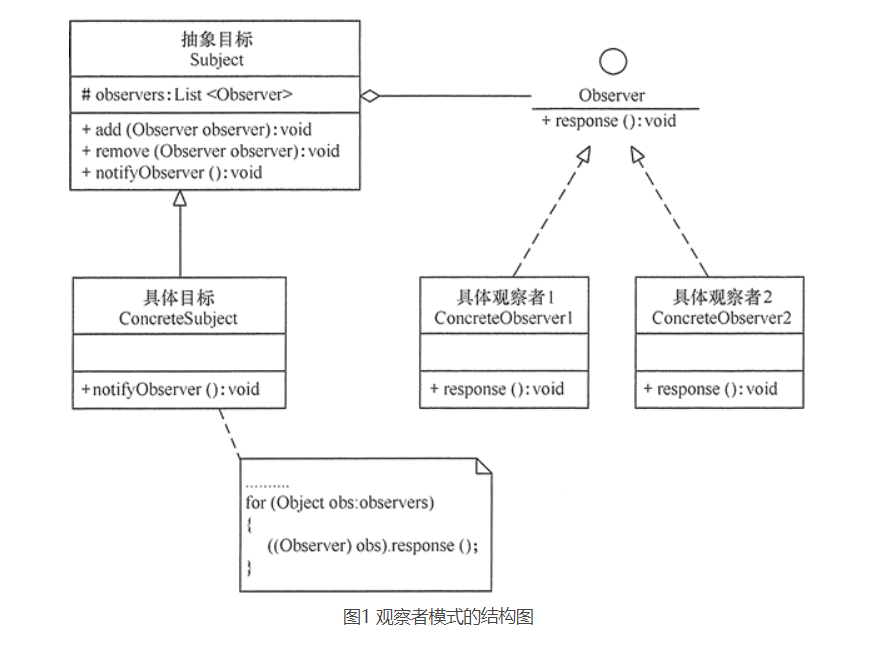 抽象目标
Subject
# observers:List <Observer>
+ add (Observer observer):void
+ remove (Observer observer):void
+ notifyObserver ():void
Observer
+ response ():void
具体目标
ConcreteSubject
+notifyObserver ():void
具体观察者1
ConcreteObserver1
+ response ():void
具体观察者2
ConcreteObserver2
+ response ():void
..........
for (Object obs:observers)
{
((Observer) obs).response ();
}
图1 观察者模式的结构图